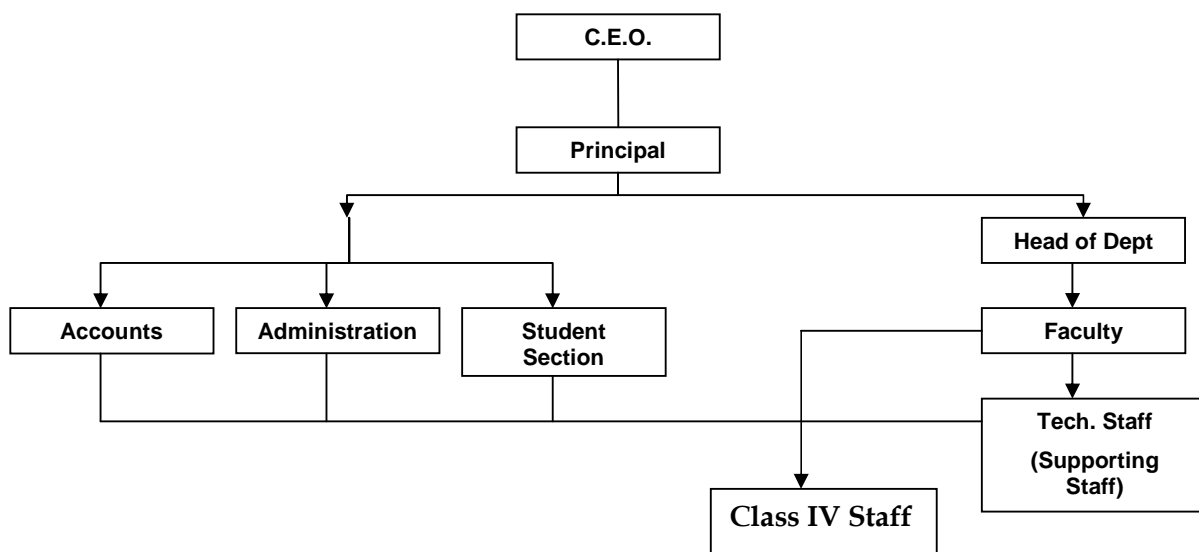 C.E.O.
Principal
Head of Dept
Accounts
Administration
Student
Section
Faculty
Tech. Staff
(Supporting
Staff)
Class IV Staff